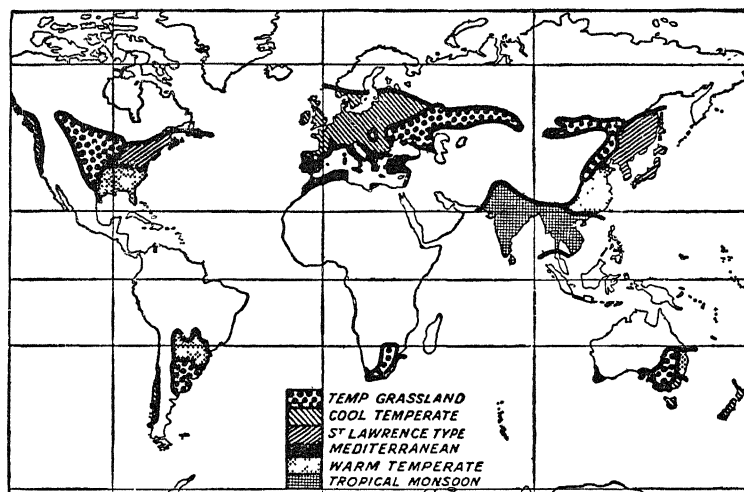 TEMP GRASSLAND
COOL TEMPERATE
ST LAWRENCE TYPE
MEDITERRANEAN
WARM TEMPERATE
TROPICAL MONSOON